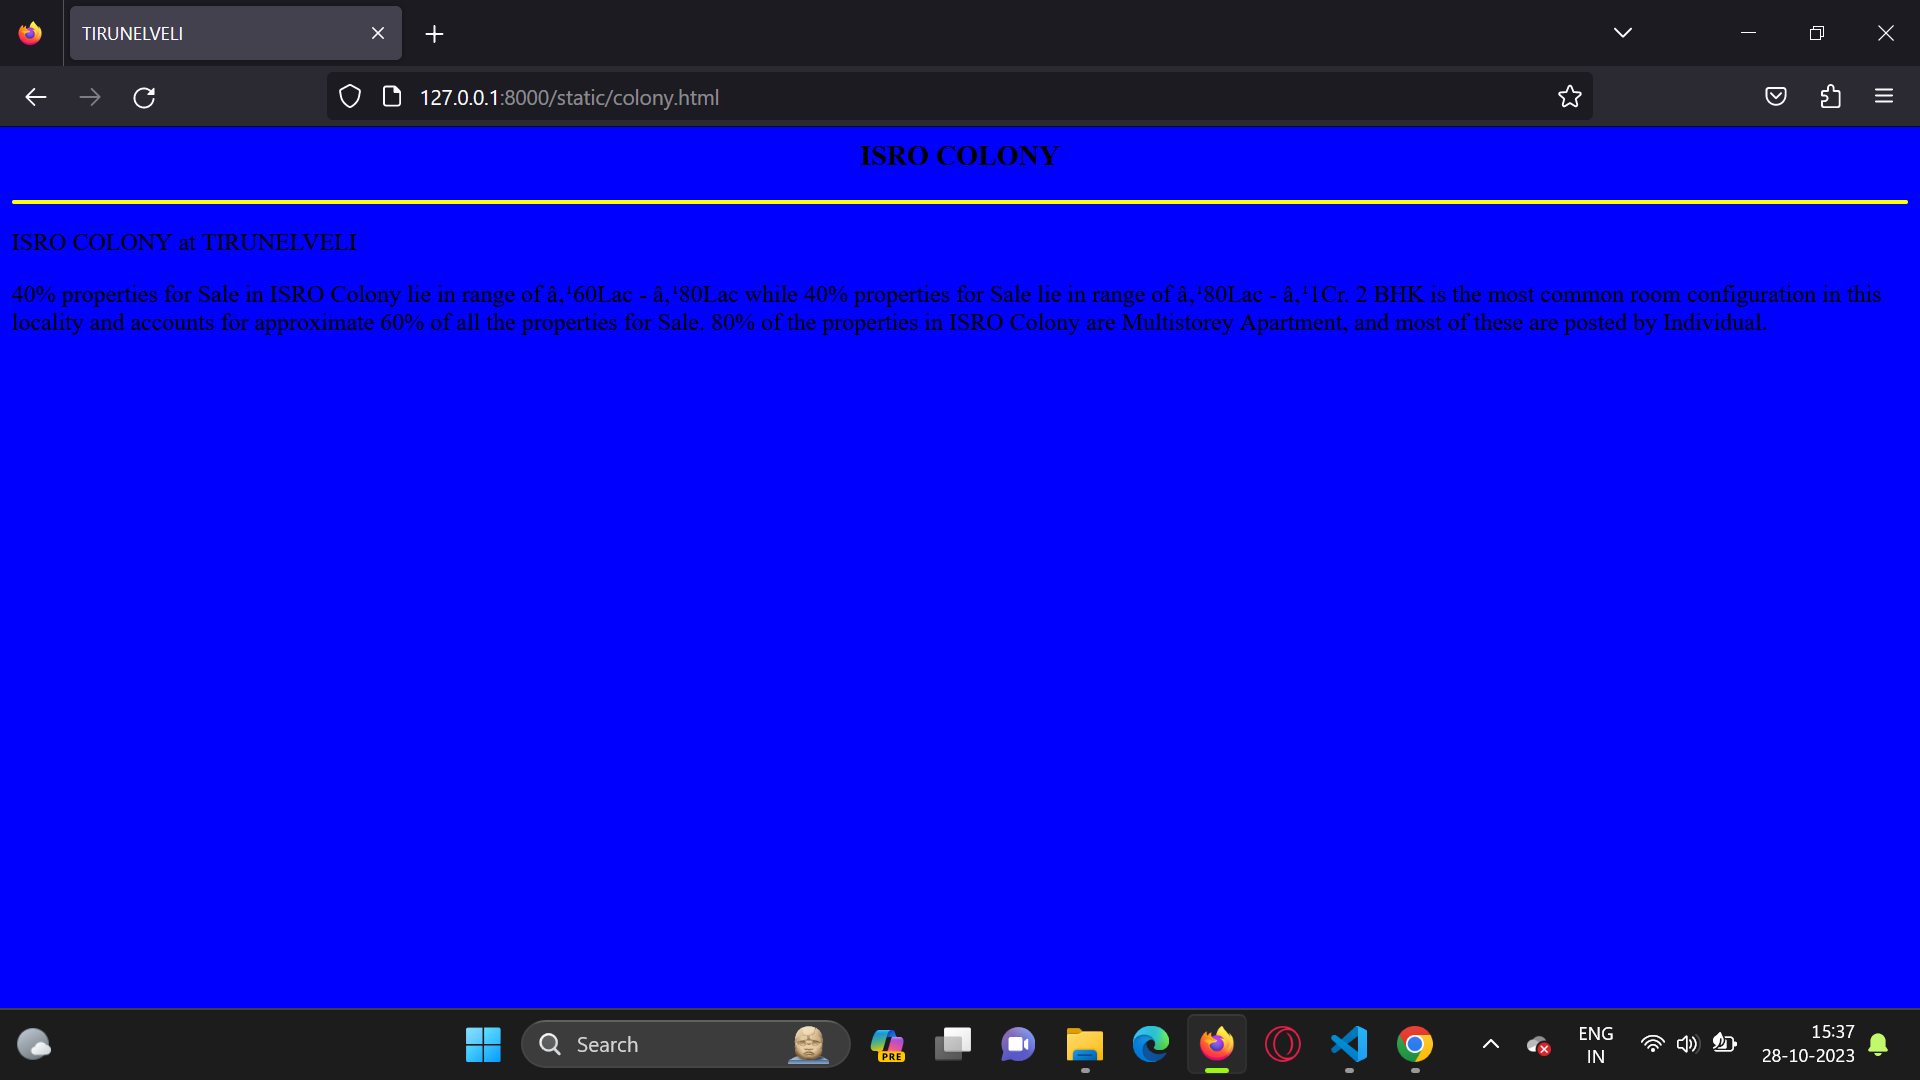 TIRUNELVELI
127.0.0.1:8000/static/colony.html
ISRO COLONY
ISRO COLONY at TIRUNELVELI
40% properties for Sale in ISRO Colony lie in range of â‚¹60Lac - â‚¹80Lac while 40% properties for Sale lie in range of â‚¹80Lac - â‚¹1Cr. 2 BHK is the most common room configuration in this
locality and accounts for approximate 60% of all the properties for Sale. 80% of the properties in ISRO Colony are Multistorey Apartment, and most of these are posted by Individual.
Search
PRE
ENG
IN
15:37
28-10-2023